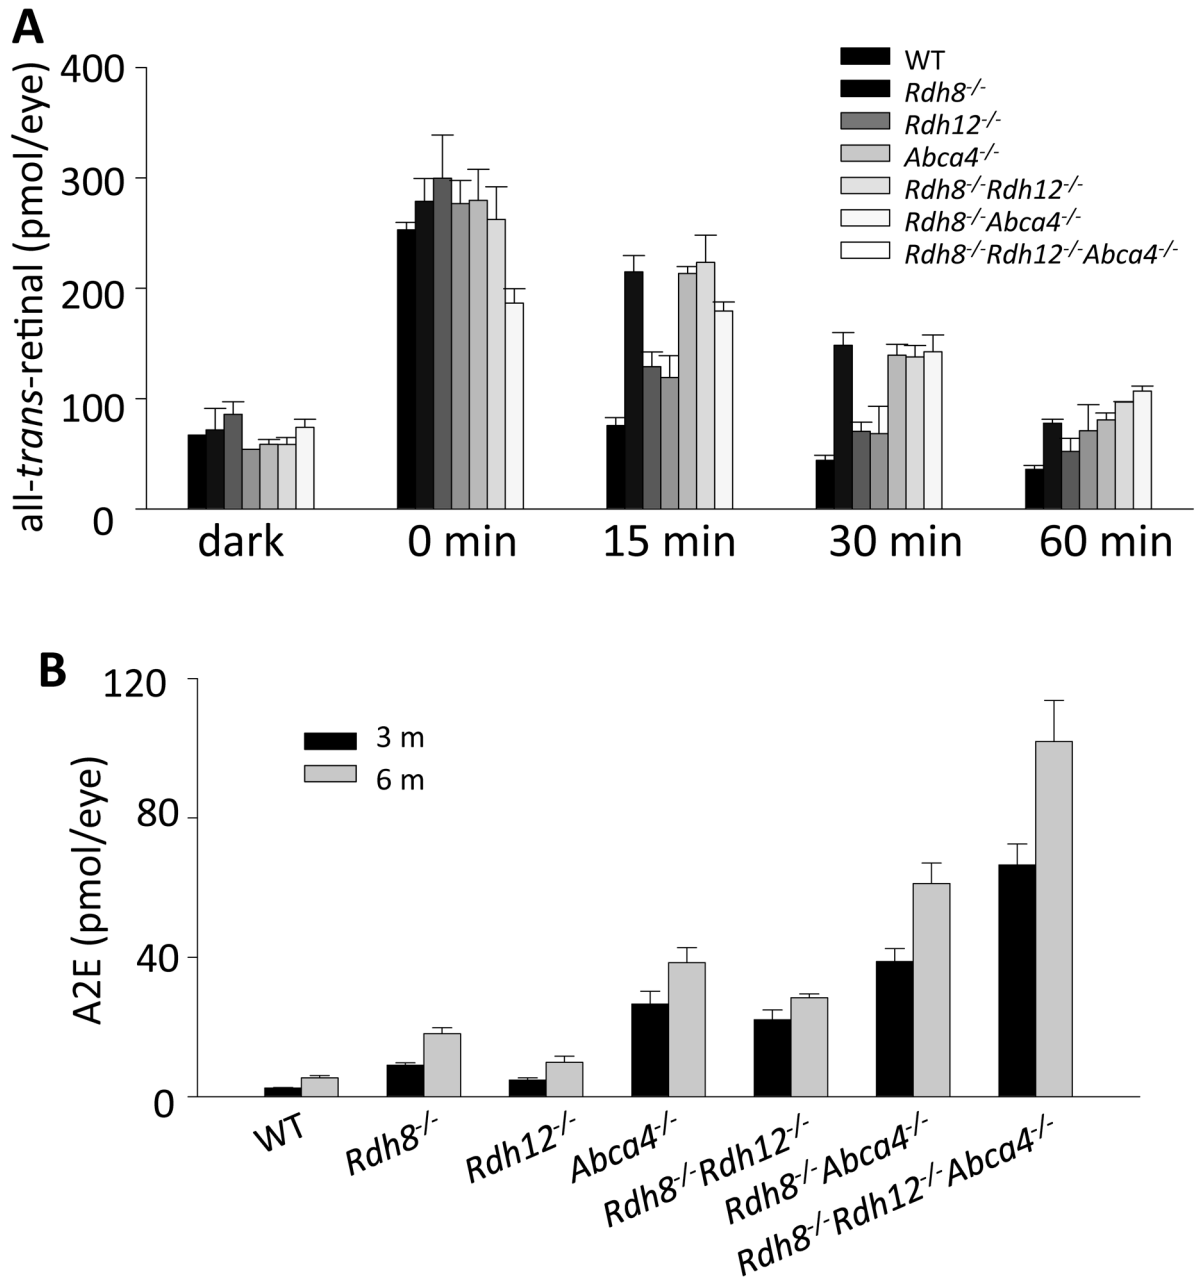 A
all-trans-retinal (pmol/eye)
400
300
200
100
0
WT
Rdh8-/-
Rdh12-/-
Abca4-/-
Rdh8-/-Rdh12-/-
Rdh8-/-Abca4-/-
Rdh8-/-Rdh12-/-Abca4-/-
dark 0 min 15 min 30 min 60 min
B
A2E (pmol/eye)
120
80
40
0
3 m
6 m
WT
Rdh8-/-
Rdh12-/-
Abca4-/-
Rdh8-/-Rdh12-/-
Rdh8-/-Abca4-/-
Rdh8-/-Rdh12-/-Abca4-/-